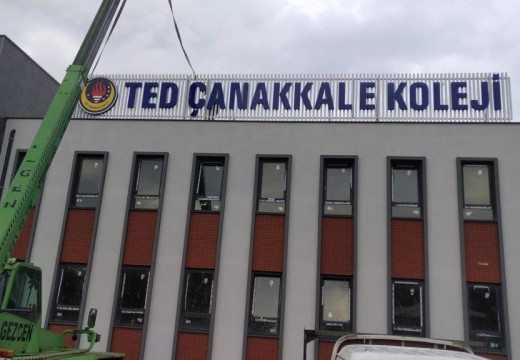 TED ÇANAKKALE KOLEJİ
GEZCEN